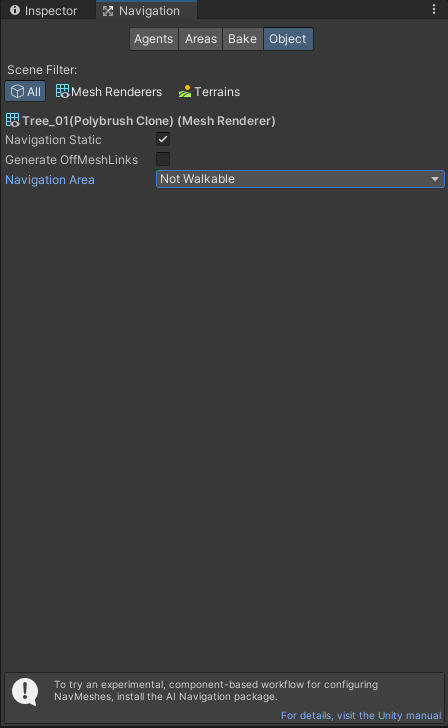 Inspector Navigation
Agents Areas Bake Object
Scene Filter:
All Mesh Renderers Terrains
Tree_01(Polybrush Clone) (Mesh Renderer)
Navigation Static
Generate OffMeshLinks
Navigation Area Not Walkable
To try an experimental, component-based workflow for configuring
NavMeshes, install the AI Navigation package.
For details, visit the Unity manual